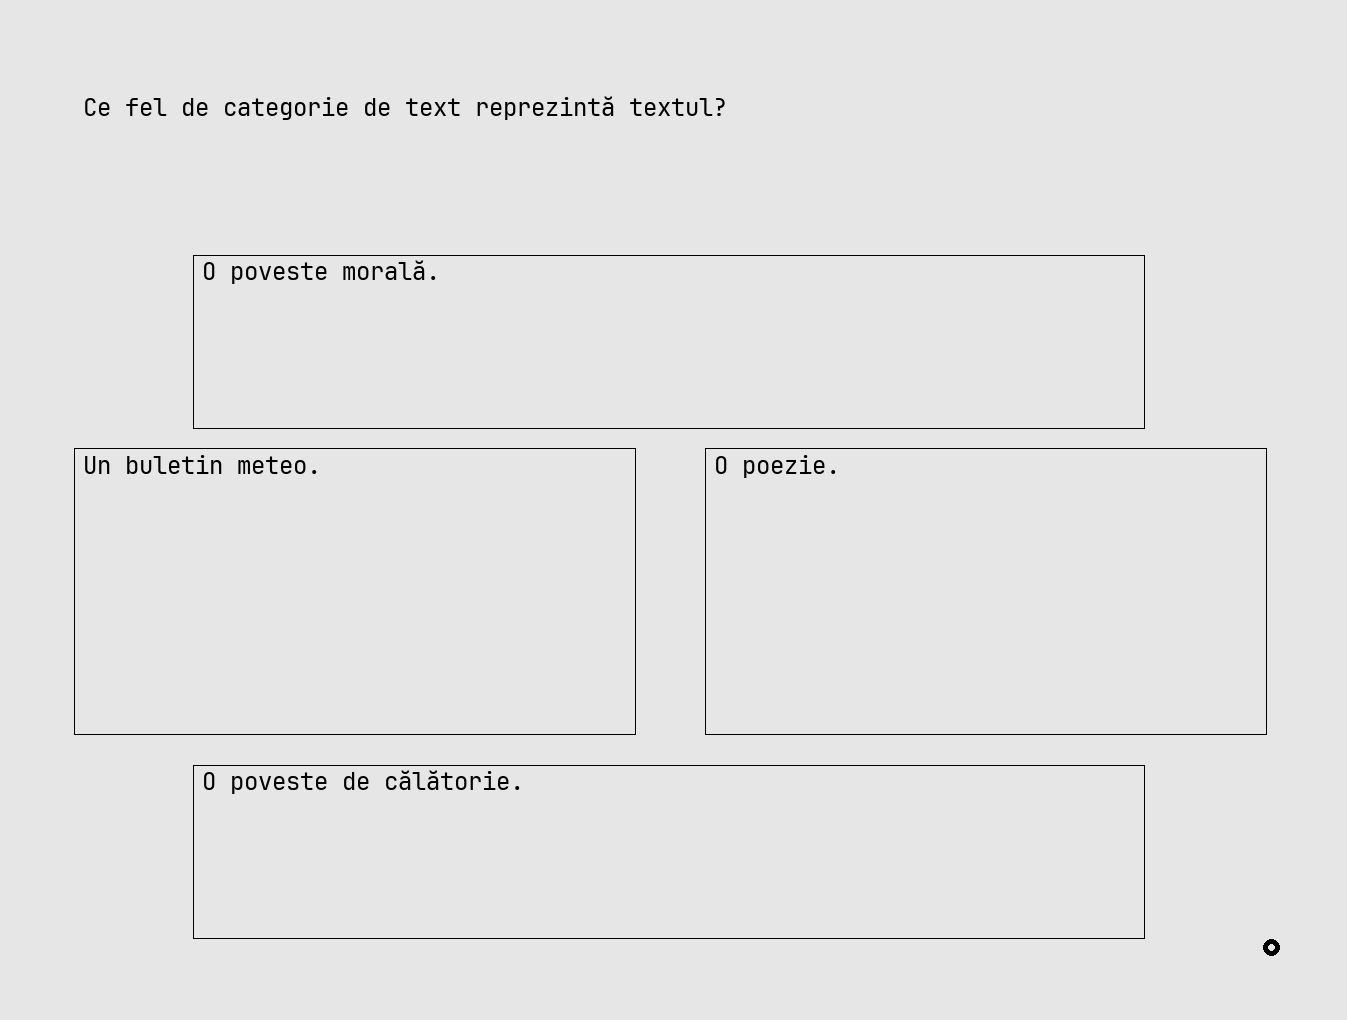 Ce fel de categorie de text reprezintă textul?
O poveste morală.
Un buletin meteo.
O poezie.
O poveste de călătorie.